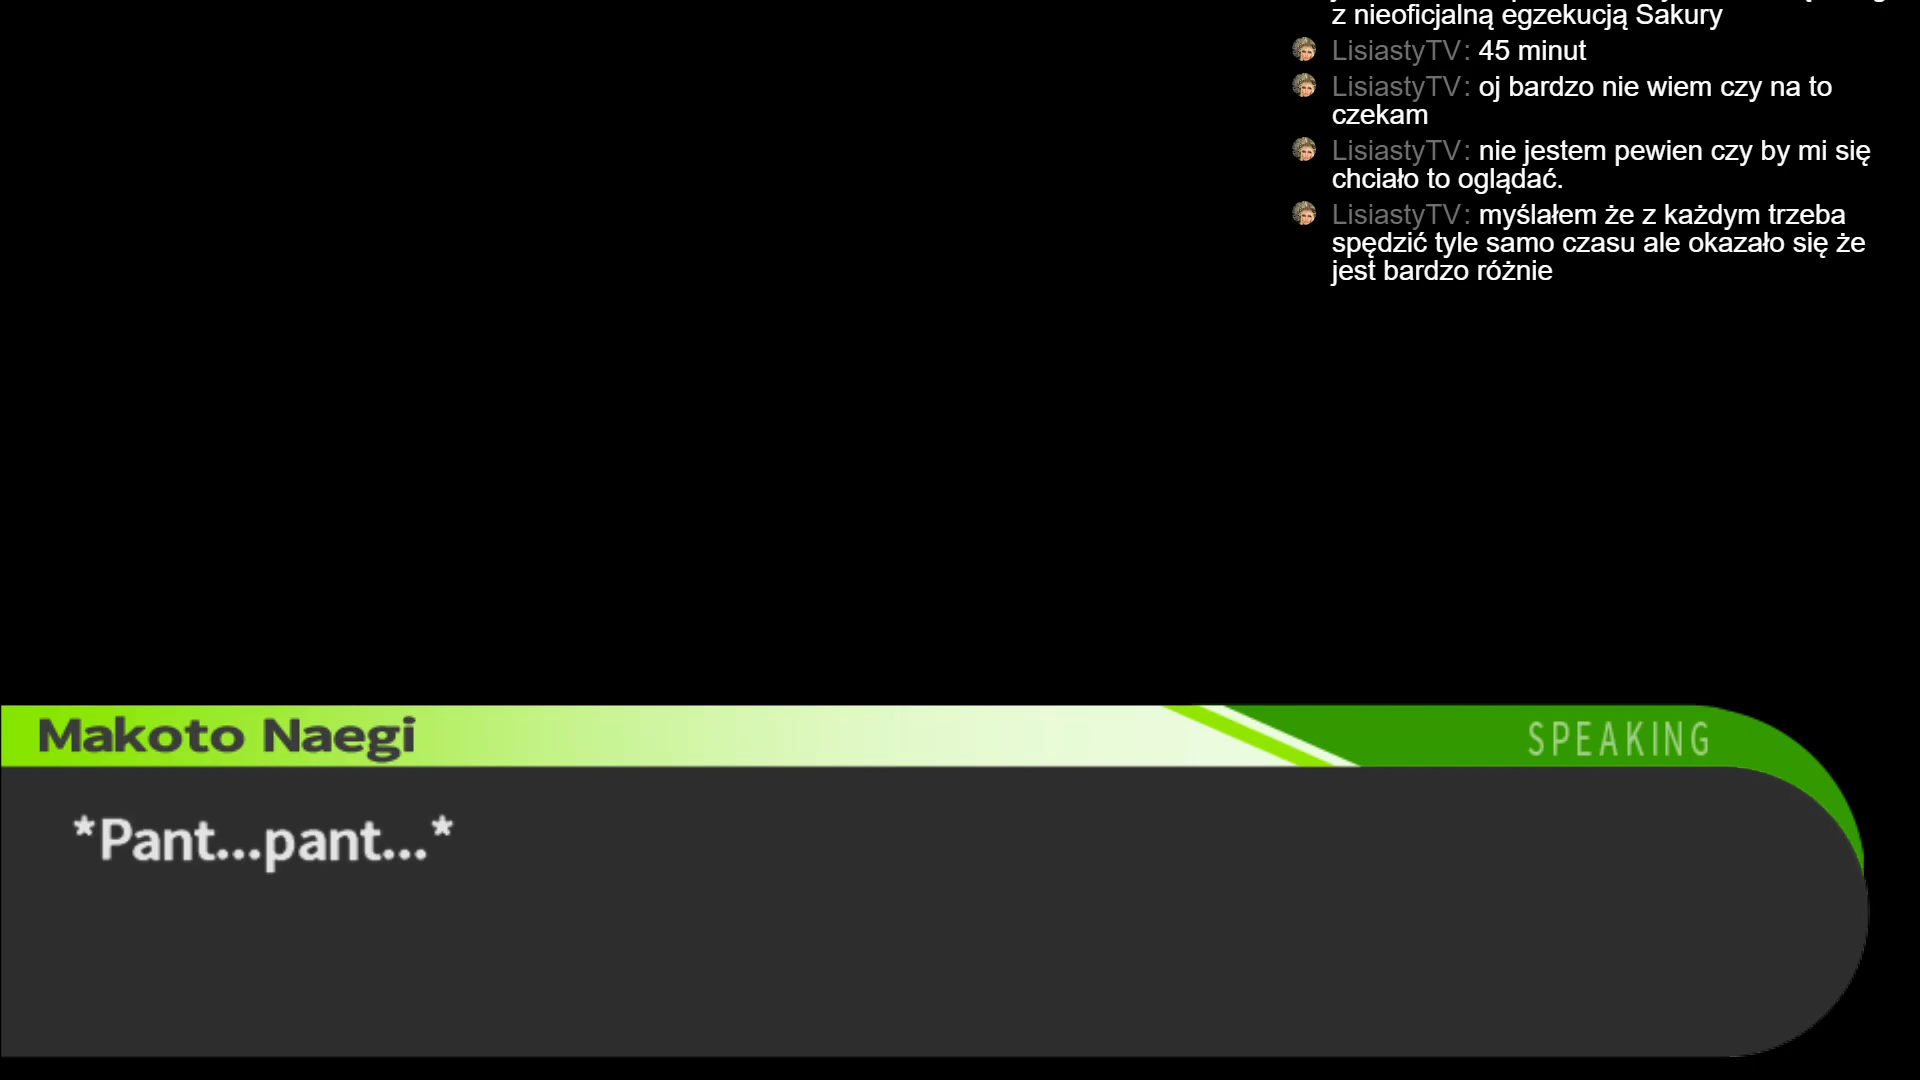 z nieoficjalną egzekucją Sakury
LisiastyTV: 45 minut
LisiastyTV: oj bardzo nie wiem czy na to
czekam
LisiastyTV: nie jestem pewien czy by mi się
chciało to oglądać.
LisiastyTV: myślałem że z każdym trzeba
spędzić tyle samo czasu ale okazało się że
jest bardzo różnie
Makoto Naegi
SPEAKING
*Pant...pant...*